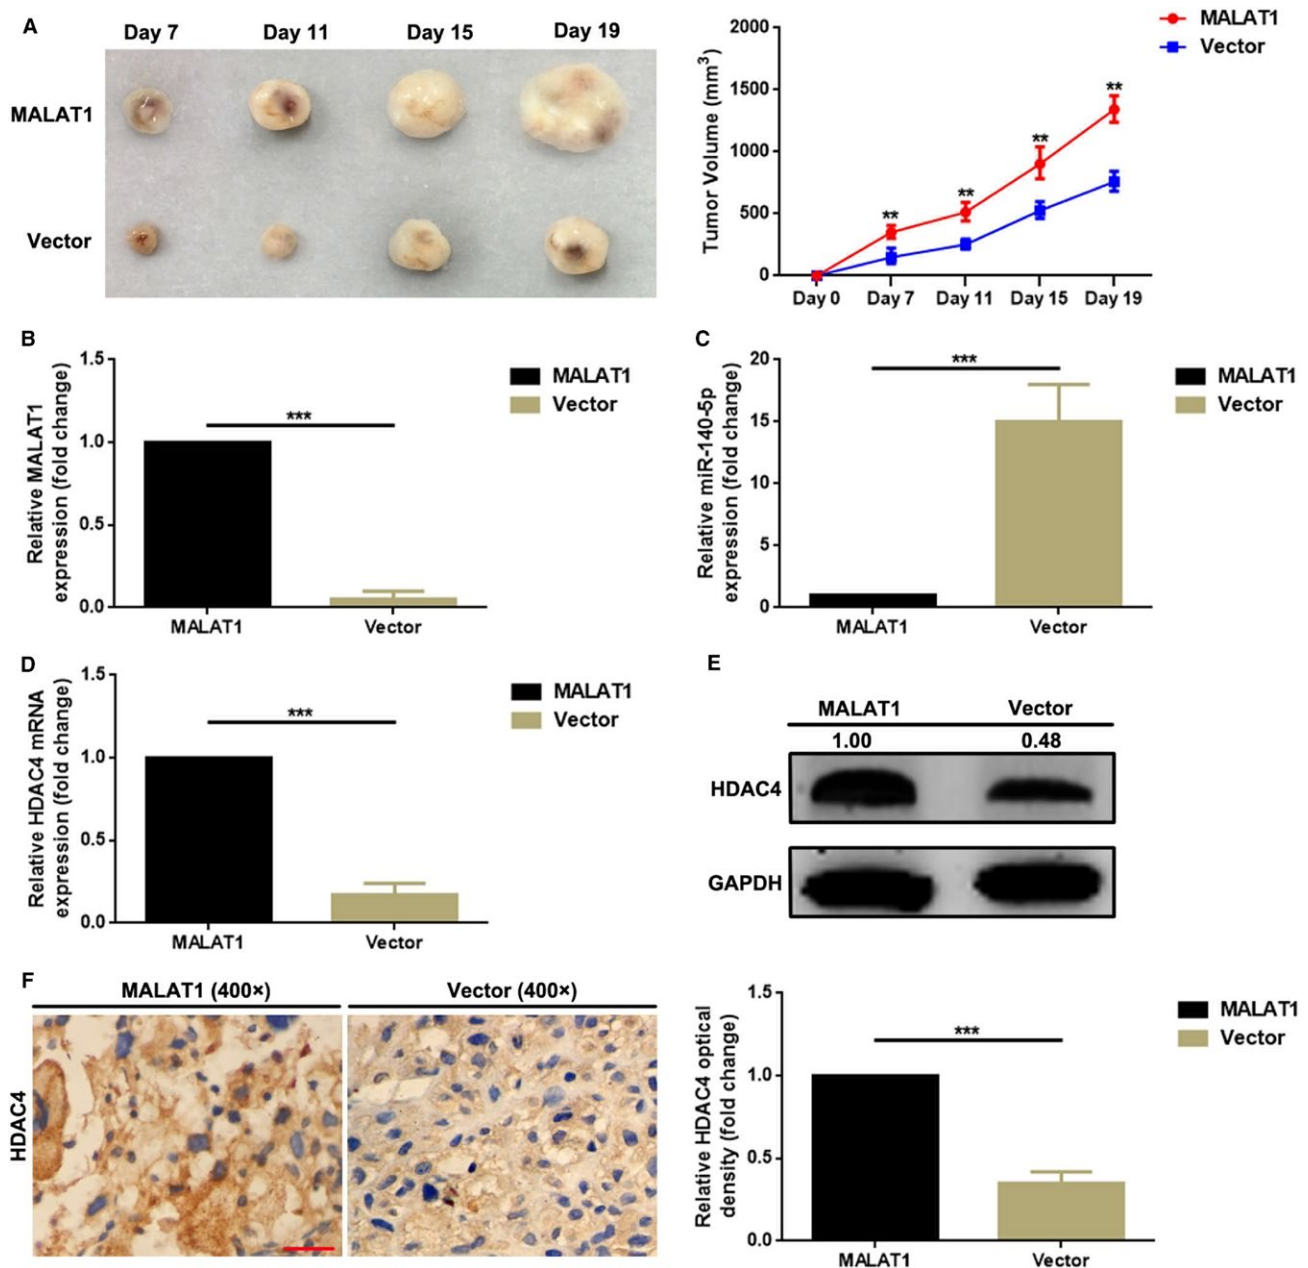 A
Day 7
Day 11
Day 15
Day 19
MALAT1
Vector
Tumor Volume (mm³)
2000
1500
1000
500
0
**
**
**
**
Day 0
Day 7
Day 11
Day 15
Day 19
MALAT1
Vector
B
Relative MALAT1
expression (fold change)
1.5
1.0
0.5
0.0
***
MALAT1
Vector
MALAT1
Vector
C
Relative miR-140-5p
expression (fold change)
20
15
10
5
0
***
MALAT1
Vector
MALAT1
Vector
D
Relative HDAC4 mRNA
expression (fold change)
1.5
1.0
0.5
0.0
***
MALAT1
Vector
MALAT1
Vector
E
MALAT1
Vector
1.00
0.48
HDAC4
GAPDH
F
MALAT1 (400×)
Vector (400×)
HDAC4
Relative HDAC4 optical
density (fold change)
1.5
1.0
0.5
0.0
***
MALAT1
Vector
MALAT1
Vector